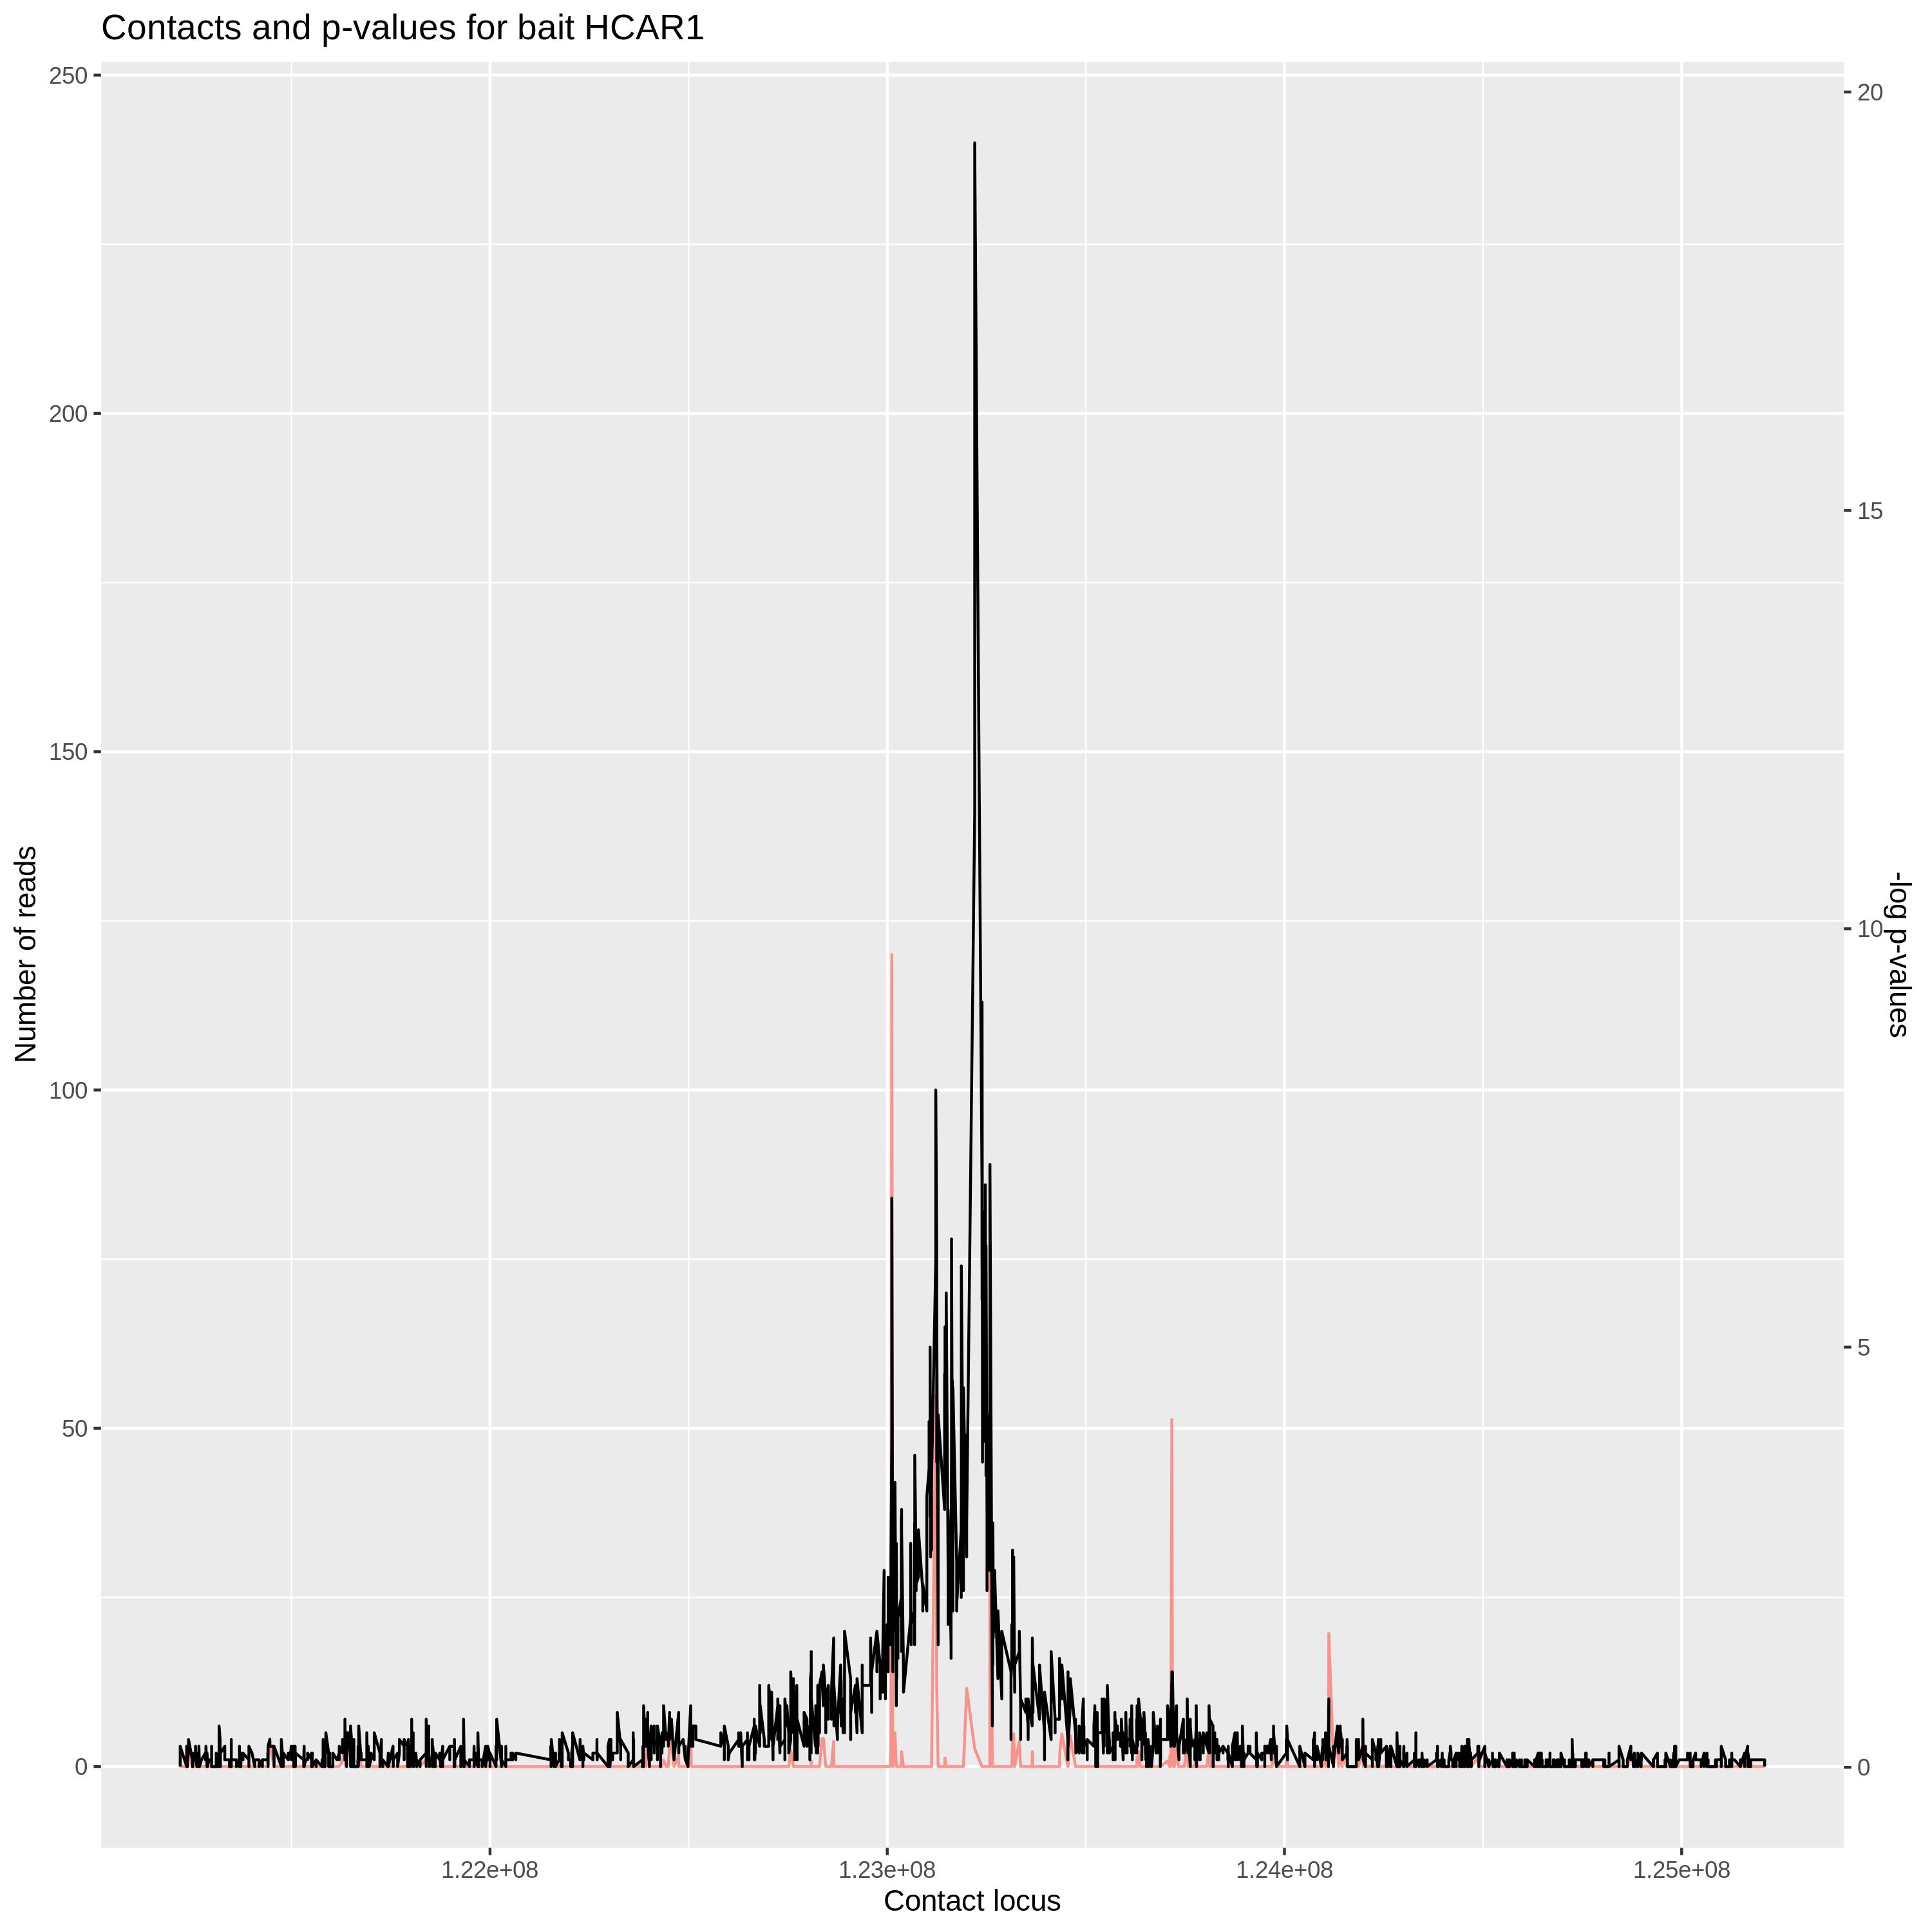 Contacts and p-values for bait HCAR1
250
200
150
100
50
0
Number of reads
20
15
10
5
0
-log p-values
1.22e+08
1.23e+08
1.24e+08
1.25e+08
Contact locus